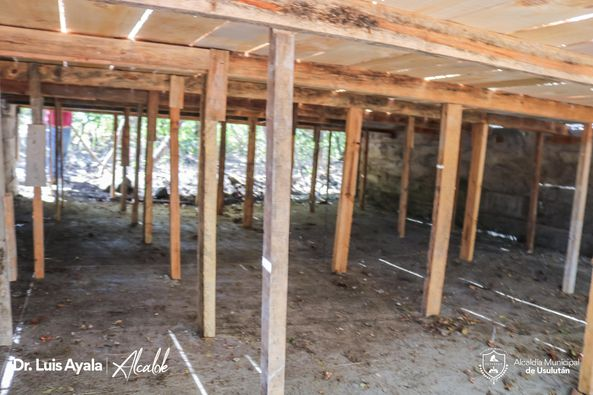 Dr. Luis Ayala | Alcalde
Alcaldía Municipal
de Usulután